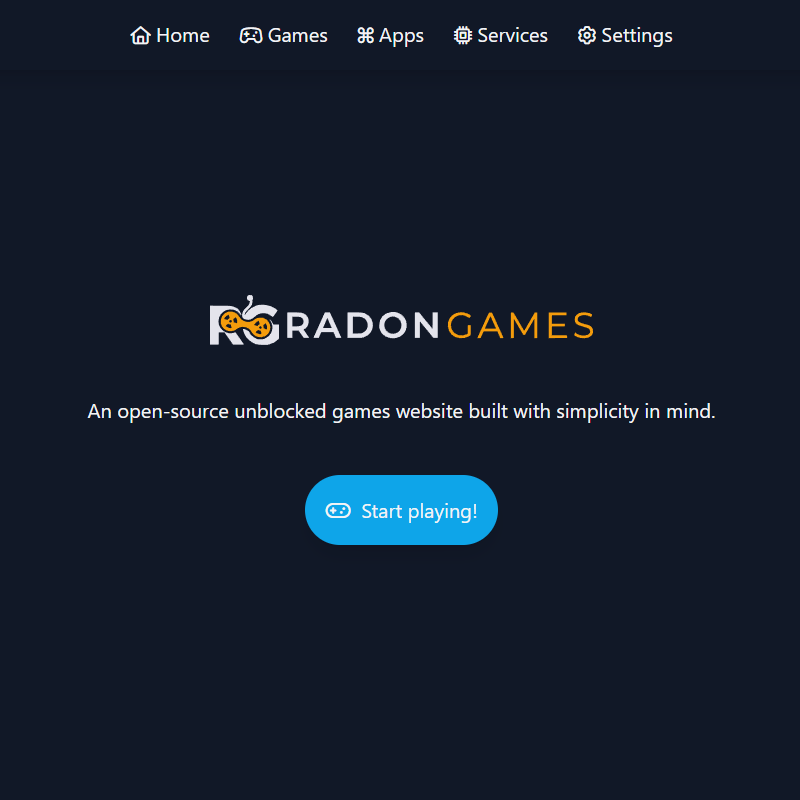 Home Games Apps Services Settings
RG RADON GAMES
An open-source unblocked games website built with simplicity in mind.
Start playing!